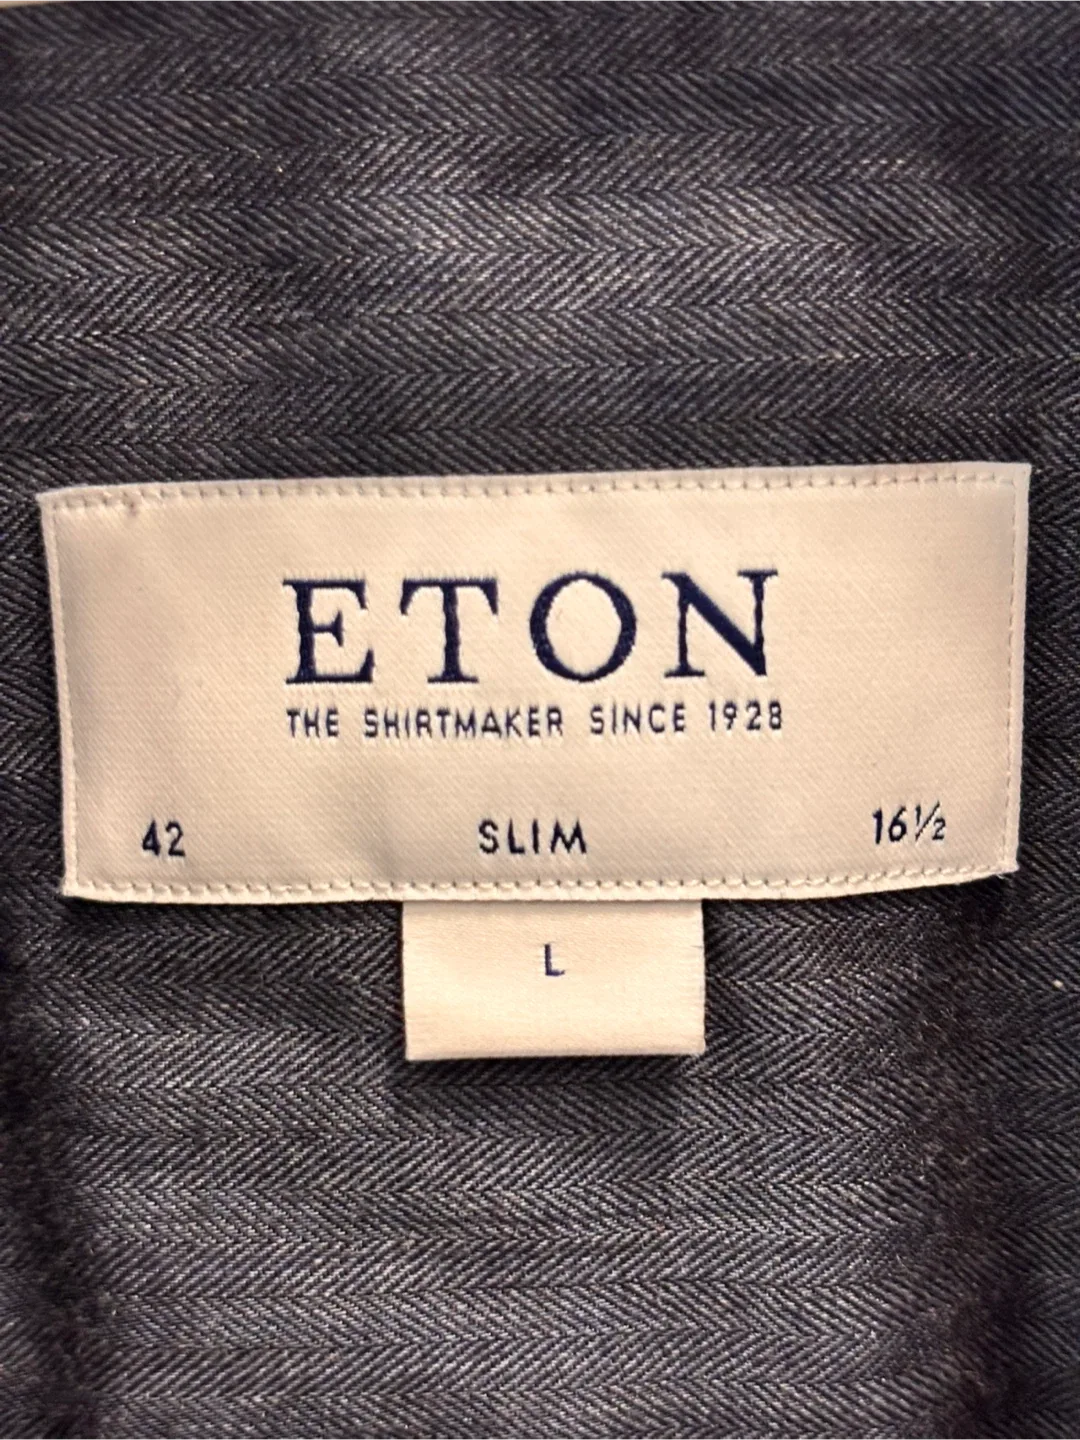 ETON
THE SHIRTMAKER SINCE 1928
42 SLIM 16½
L